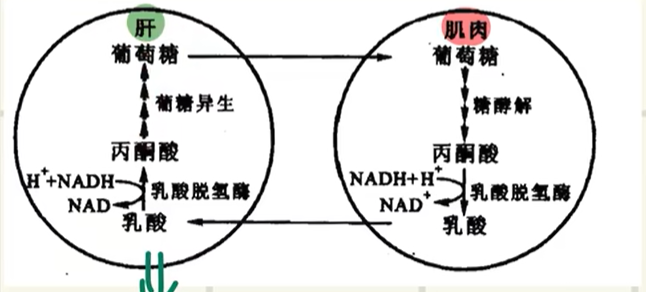 肝
葡萄糖
葡糖异生
丙酮酸
H⁺+NADH
乳酸脱氢酶
NAD
乳酸
肌肉
葡萄糖
糖酵解
丙酮酸
NADH+H⁺
乳酸脱氢酶
NAD⁺
乳酸